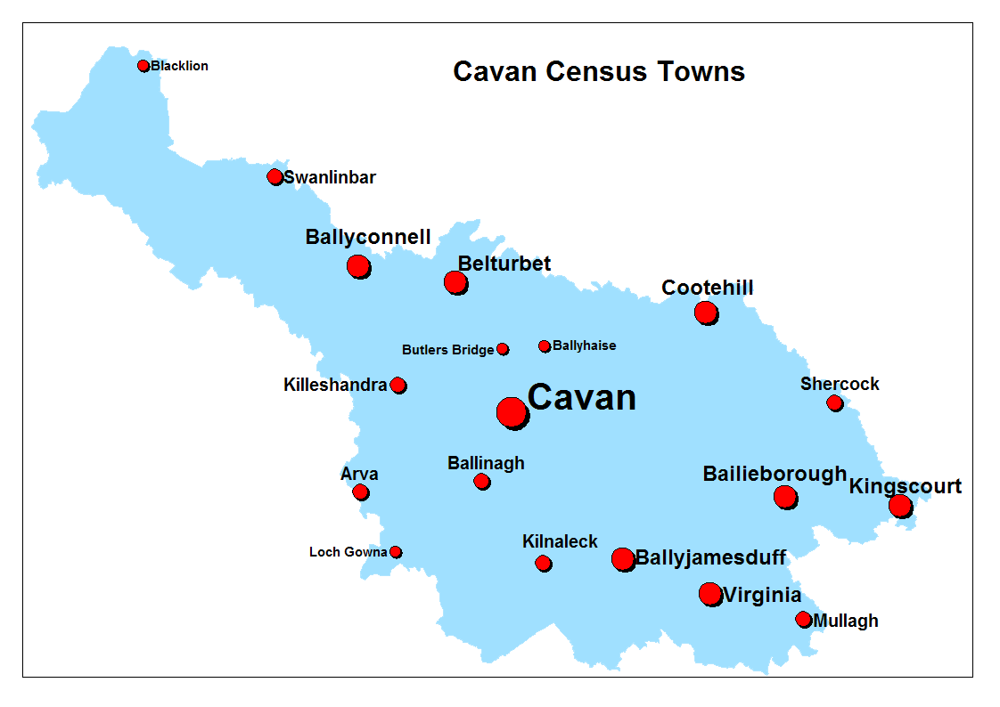 Cavan Census Towns
Blacklion
Swanlinbar
Ballyconnell
Belturbet
Cootehill
Butlers Bridge
Ballyhaise
Killeshandra
Cavan
Shercock
Ballinagh
Arva
Bailieborough
Kingscourt
Loch Gowna
Kilnaleck
Ballyjamesduff
Virginia
Mullagh